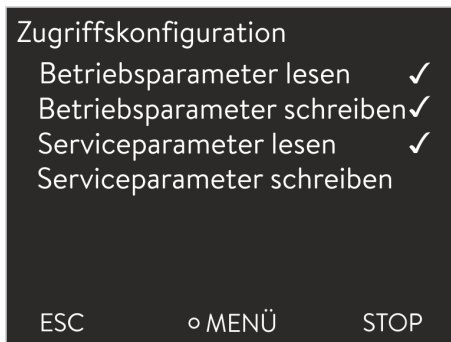 Zugriffskonfiguration
Betriebsparameter lesen ✓
Betriebsparameter schreiben ✓
Serviceparameter lesen ✓
Serviceparameter schreiben
ESC ○ MENÜ STOP